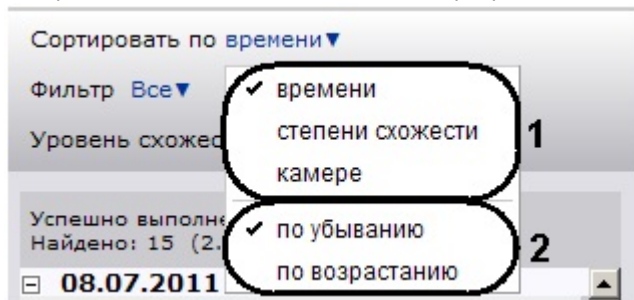 Сортировать по времени▼
Фильтр Все▼
✓ времени
Уровень схожес
степени схожести
1
камере
Успешно выполне
✓ по убыванию
2
Найдено: 15 (2.
08.07.2011
по возрастанию